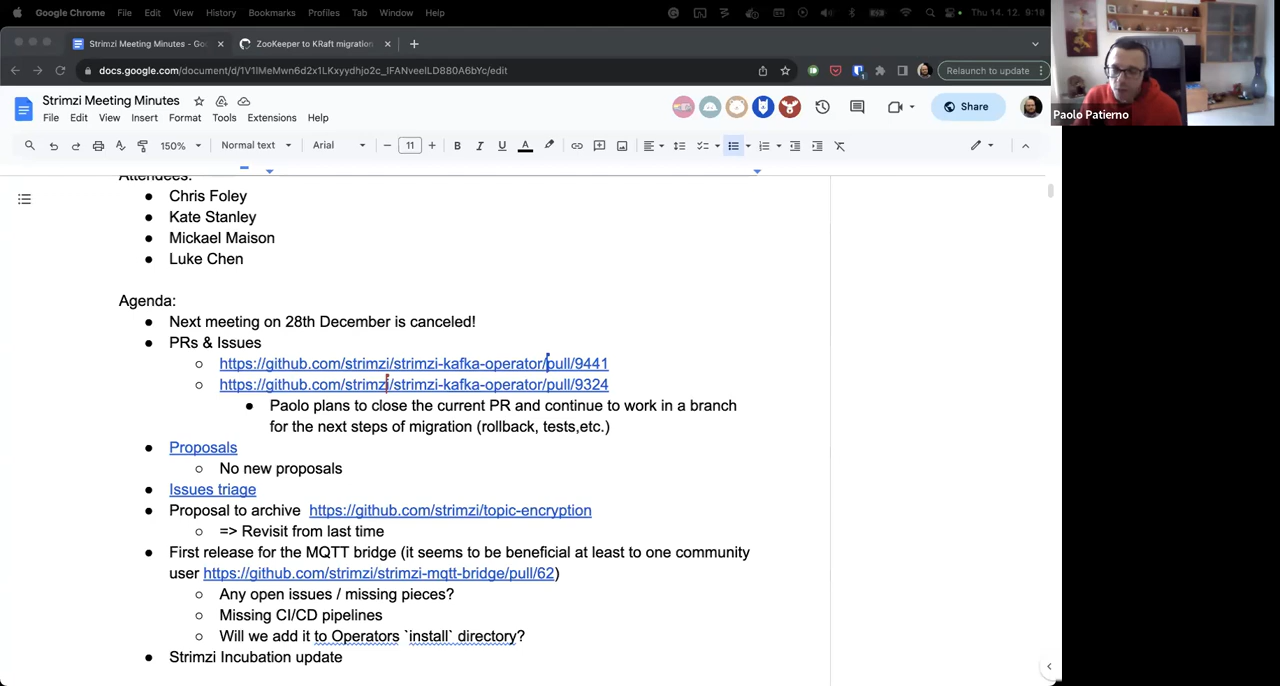 Google Chrome File Edit View History Bookmarks Profiles Tab Window Help Thu 14. 12. 9:18
Strimzi Meeting Minutes - Go
ZooKeeper to KRaft migration
docs.google.com/document/d/1V1lMeMwn6d2x1LKxyydhjo2c_lFANveelLD880A6bYc/edit
Relaunch to update
Strimzi Meeting Minutes
File Edit View Insert Format Tools Extensions Help
Share
150% Normal text Arial 11
Paolo Patierno
Attendees:
Chris Foley
Kate Stanley
Mickael Maison
Luke Chen
Agenda:
Next meeting on 28th December is canceled!
PRs & Issues
https://github.com/strimzi/strimzi-kafka-operator/pull/9441
https://github.com/strimzi/strimzi-kafka-operator/pull/9324
Paolo plans to close the current PR and continue to work in a branch
for the next steps of migration (rollback, tests,etc.)
Proposals
No new proposals
Issues triage
Proposal to archive https://github.com/strimzi/topic-encryption
=> Revisit from last time
First release for the MQTT bridge (it seems to be beneficial at least to one community
user https://github.com/strimzi/strimzi-mqtt-bridge/pull/62)
Any open issues / missing pieces?
Missing CI/CD pipelines
Will we add it to Operators `install` directory?
Strimzi Incubation update